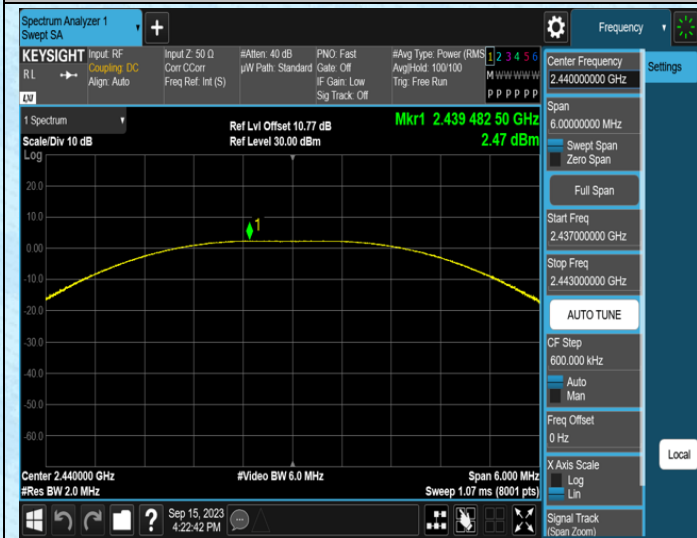 Spectrum Analyzer 1
Swept SA
Frequency
KEYSIGHT
RL
LXI
Input: RF
Coupling: DC
Align: Auto
Input Z: 50 Ω
Corr CCorr
Freq Ref: Int (S)
#Atten: 40 dB
µW Path: Standard
PNO: Fast
Gate: Off
IF Gain: Low
Sig Track: Off
#Avg Type: Power (RMS
Avg|Hold: 100/100
Trig: Free Run
1 2 3 4 5 6
M W W W W W
P P P P P P
1 Spectrum
Scale/Div 10 dB
Log
Ref Lvl Offset 10.77 dB
Ref Level 30.00 dBm
Mkr1 2.439 482 50 GHz
2.47 dBm
20.0
10.0
0.00
-10.0
-20.0
-30.0
-40.0
-50.0
-60.0
1
Center 2.440000 GHz
#Res BW 2.0 MHz
#Video BW 6.0 MHz
Span 6.000 MHz
Sweep 1.07 ms (8001 pts)
?
Sep 15, 2023
4:22:42 PM
Center Frequency
2.440000000 GHz
Span
6.00000000 MHz
Swept Span
Zero Span
Full Span
Start Freq
2.437000000 GHz
Stop Freq
2.443000000 GHz
AUTO TUNE
CF Step
600.000 kHz
Auto
Man
Freq Offset
0 Hz
X Axis Scale
Log
Lin
Signal Track
(Span Zoom)
Settings
Local